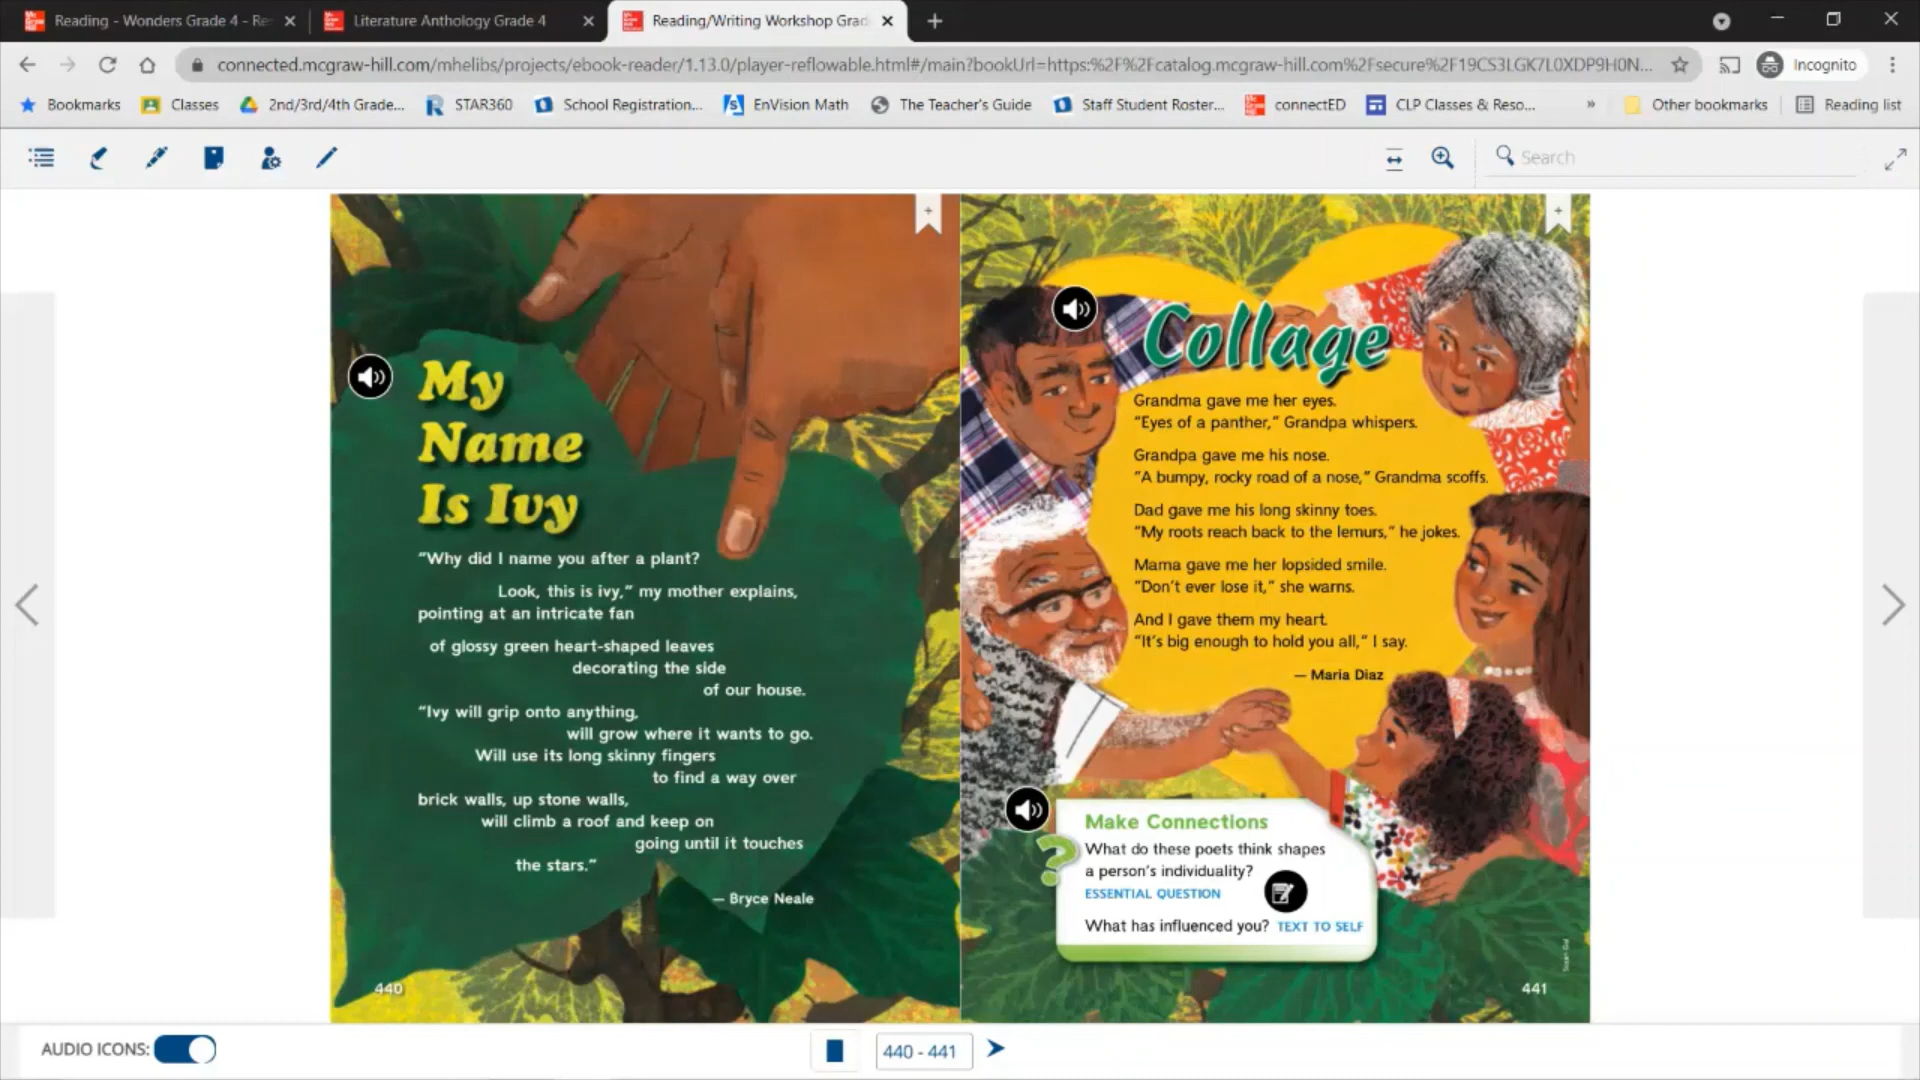 Reading - Wonders Grade 4 - Re
Literature Anthology Grade 4
Reading/Writing Workshop Grad
connected.mcgraw-hill.com/mhelibs/projects/ebook-reader/1.13.0/player-reflowable.html#/main?bookUrl=https:%2F%2Fcatalog.mcgraw-hill.com%2Fsecure%2F19CS3LGK7L0XDP9H0N...
Incognito
Bookmarks
Classes
2nd/3rd/4th Grade...
STAR360
School Registration...
EnVision Math
The Teacher's Guide
Staff Student Roster...
connectED
CLP Classes & Reso...
»
Other bookmarks
Reading list
Search
My
Name
Is Ivy
"Why did I name you after a plant?
Look, this is ivy," my mother explains,
pointing at an intricate fan
of glossy green heart-shaped leaves
decorating the side
of our house.
"Ivy will grip onto anything,
will grow where it wants to go.
Will use its long skinny fingers
to find a way over
brick walls, up stone walls,
will climb a roof and keep on
going until it touches
the stars."
— Bryce Neale
440
Collage
Grandma gave me her eyes.
"Eyes of a panther," Grandpa whispers.
Grandpa gave me his nose.
"A bumpy, rocky road of a nose," Grandma scoffs.
Dad gave me his long skinny toes.
"My roots reach back to the lemurs," he jokes.
Mama gave me her lopsided smile.
"Don't ever lose it," she warns.
And I gave them my heart.
"It's big enough to hold you all," I say.
— Maria Diaz
Make Connections
?
What do these poets think shapes
a person's individuality?
ESSENTIAL QUESTION
What has influenced you? TEXT TO SELF
441
AUDIO ICONS:
440 - 441